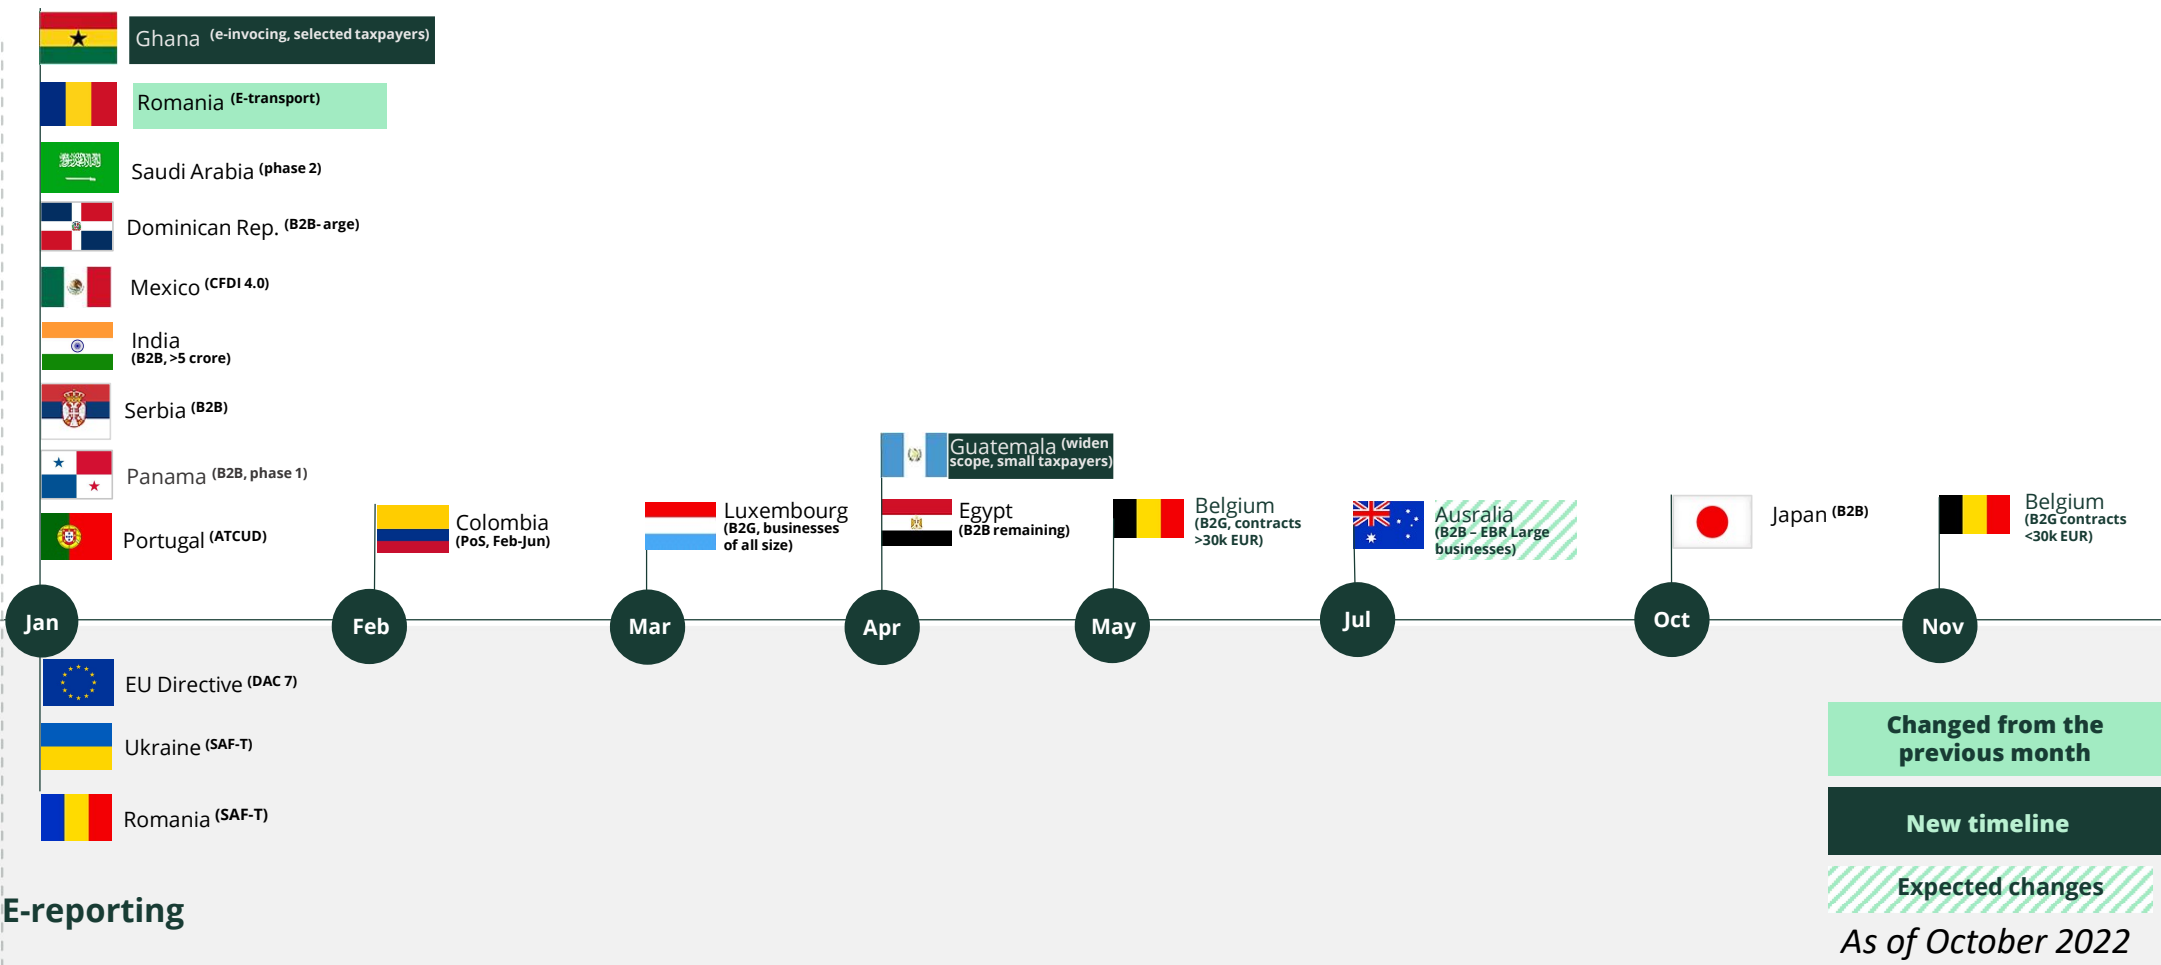 Ghana (e-invocing, selected taxpayers)
Romania (E-transport)
Saudi Arabia (phase 2)
Dominican Rep. (B2B- arge)
Mexico (CFDI 4.0)
India
(B2B, >5 crore)
Serbia (B2B)
Panama (B2B, phase 1)
Portugal (ATCUD)
Colombia
(PoS, Feb-Jun)
Luxembourg
(B2G, businesses
of all size)
Guatemala (widen
scope, small taxpayers)
Egypt
(B2B remaining)
Belgium
(B2G, contracts
>30k EUR)
Ausralia
(B2B – EBR Large
businesses)
Japan (B2B)
Belgium
(B2G contracts
<30k EUR)
Jan
Feb
Mar
Apr
May
Jul
Oct
Nov
EU Directive (DAC 7)
Ukraine (SAF-T)
Romania (SAF-T)
E-reporting
Changed from the
previous month
New timeline
Expected changes
As of October 2022